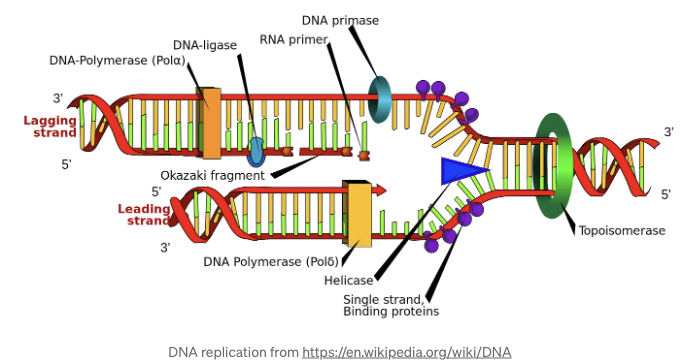 DNA primase
RNA primer
DNA-ligase
DNA-Polymerase (Polα)
3'
Lagging
strand
5'
3'
5'
Okazaki fragment
5'
Leading
strand
3'
DNA Polymerase (Polδ)
Helicase
Single strand,
Binding proteins
Topoisomerase
DNA replication from https://en.wikipedia.org/wiki/DNA